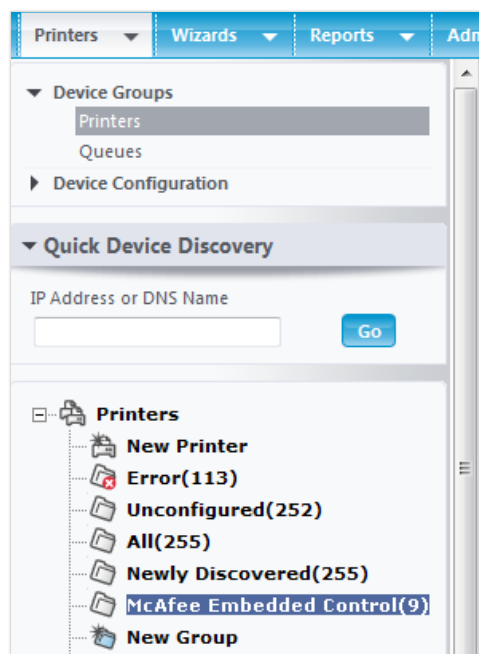 Printers Wizards Reports Adn
Device Groups
Printers
Queues
Device Configuration
Quick Device Discovery
IP Address or DNS Name
Go
Printers
New Printer
Error(113)
Unconfigured(252)
All(255)
Newly Discovered(255)
McAfee Embedded Control(9)
New Group